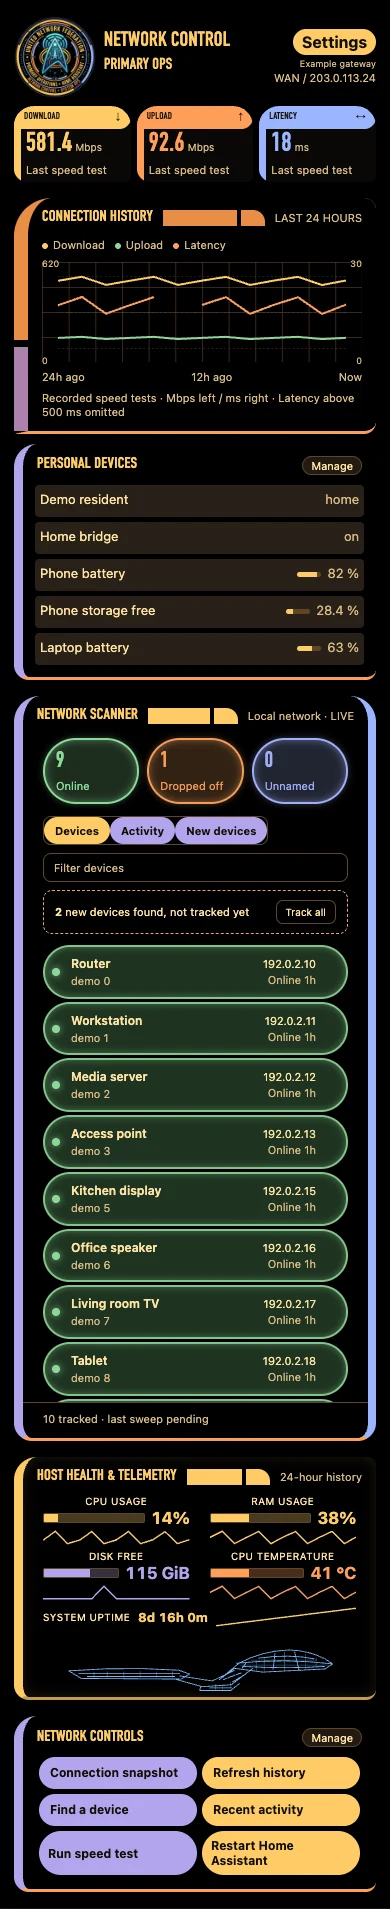 UNITED NETWORK FEDERATION
NETWORK CONTROL
PRIMARY OPS
Settings
Example gateway
WAN / 203.0.113.24
DOWNLOAD ↓
581.4 Mbps
Last speed test
UPLOAD ↑
92.6 Mbps
Last speed test
LATENCY ↔
18 ms
Last speed test
CONNECTION HISTORY
LAST 24 HOURS
Download Upload Latency
620 30
0 0
24h ago 12h ago Now
Recorded speed tests · Mbps left / ms right · Latency above
500 ms omitted
PERSONAL DEVICES
Manage
Demo resident home
Home bridge on
Phone battery 82 %
Phone storage free 28.4 %
Laptop battery 63 %
NETWORK SCANNER
Local network · LIVE
9
Online
1
Dropped off
0
Unnamed
Devices Activity New devices
Filter devices
2 new devices found, not tracked yet
Track all
Router 192.0.2.10
demo 0 Online 1h
Workstation 192.0.2.11
demo 1 Online 1h
Media server 192.0.2.12
demo 2 Online 1h
Access point 192.0.2.13
demo 3 Online 1h
Kitchen display 192.0.2.15
demo 5 Online 1h
Office speaker 192.0.2.16
demo 6 Online 1h
Living room TV 192.0.2.17
demo 7 Online 1h
Tablet 192.0.2.18
demo 8 Online 1h
10 tracked · last sweep pending
HOST HEALTH & TELEMETRY
24-hour history
CPU USAGE
14%
RAM USAGE
38%
DISK FREE
115 GiB
CPU TEMPERATURE
41 °C
SYSTEM UPTIME 8d 16h 0m
NETWORK CONTROLS
Manage
Connection snapshot
Refresh history
Find a device
Recent activity
Run speed test
Restart Home
Assistant